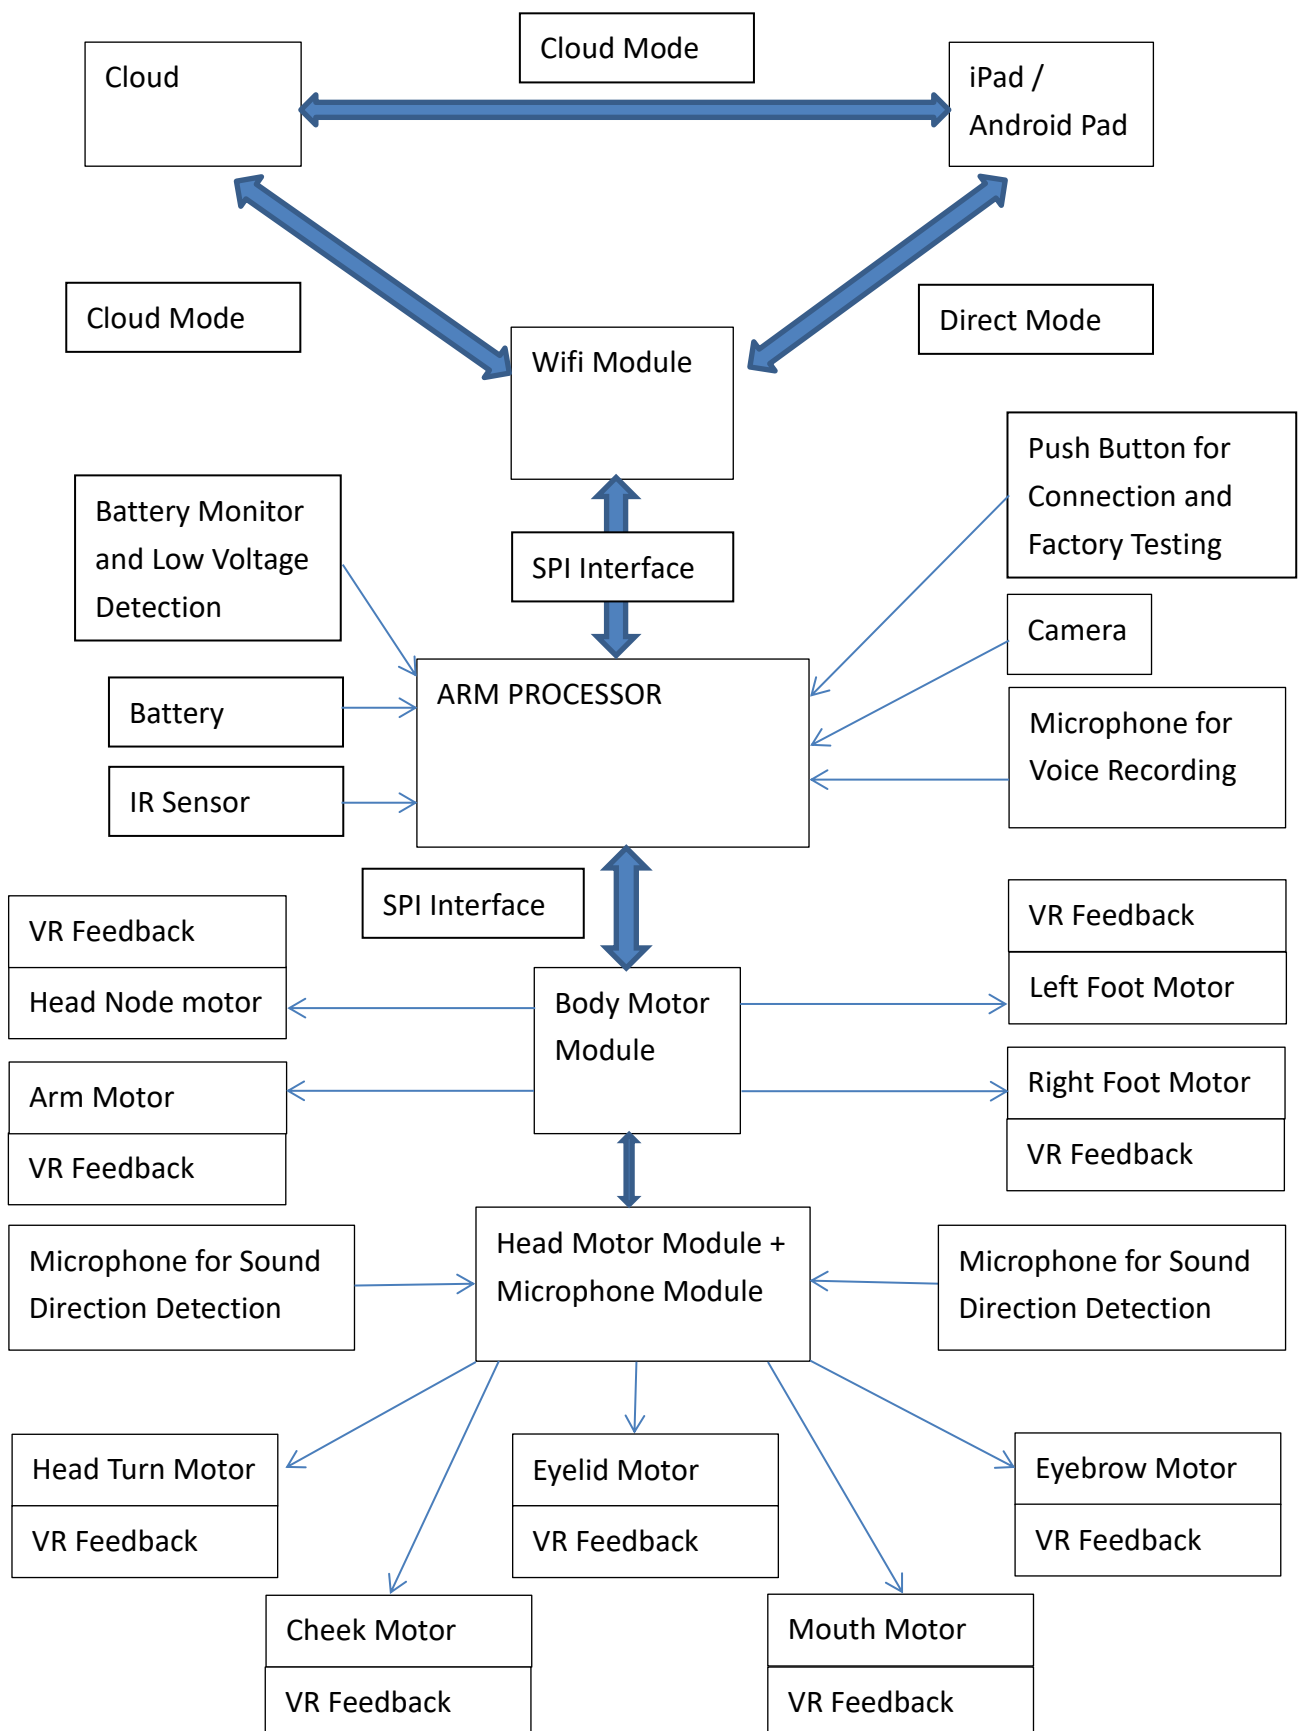 Cloud Mode
Cloud
iPad /
Android Pad
Cloud Mode
Direct Mode
Wifi Module
Push Button for
Connection and
Factory Testing
Battery Monitor
and Low Voltage
Detection
SPI Interface
Camera
ARM PROCESSOR
Battery
Microphone for
Voice Recording
IR Sensor
SPI Interface
VR Feedback
VR Feedback
Head Node motor
Body Motor
Module
Left Foot Motor
Arm Motor
Right Foot Motor
VR Feedback
VR Feedback
Microphone for Sound
Direction Detection
Head Motor Module +
Microphone Module
Microphone for Sound
Direction Detection
Head Turn Motor
Eyelid Motor
Eyebrow Motor
VR Feedback
VR Feedback
VR Feedback
Cheek Motor
Mouth Motor
VR Feedback
VR Feedback